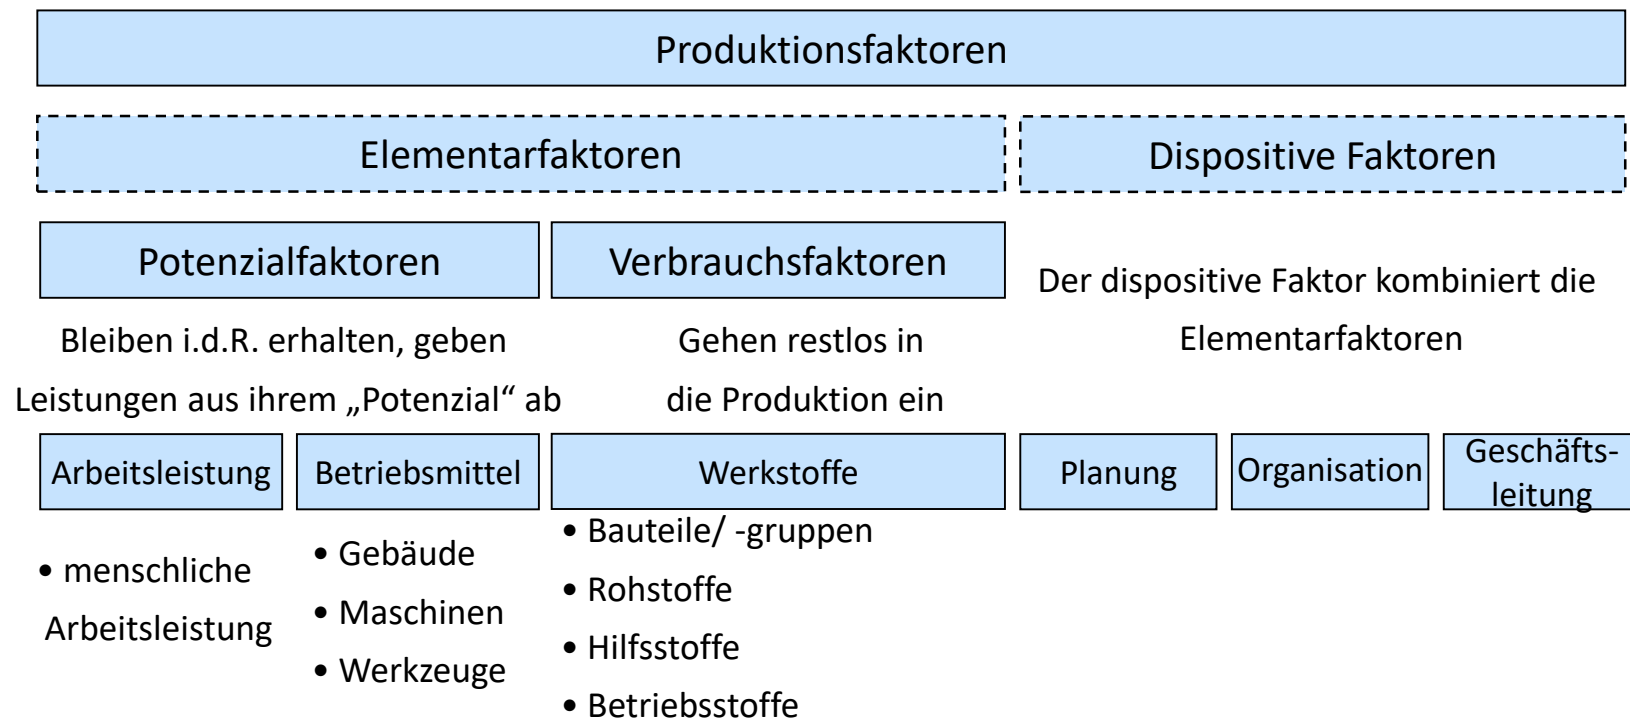 Produktionsfaktoren
Elementarfaktoren
Dispositive Faktoren
Potenzialfaktoren
Verbrauchsfaktoren
Bleiben i.d.R. erhalten, geben
Leistungen aus ihrem „Potenzial“ ab
Gehen restlos in
die Produktion ein
Der dispositive Faktor kombiniert die
Elementarfaktoren
Arbeitsleistung
Betriebsmittel
Werkstoffe
Planung
Organisation
Geschäfts-
leitung
• menschliche
Arbeitsleistung
• Gebäude
• Maschinen
• Werkzeuge
• Bauteile/ -gruppen
• Rohstoffe
• Hilfsstoffe
• Betriebsstoffe